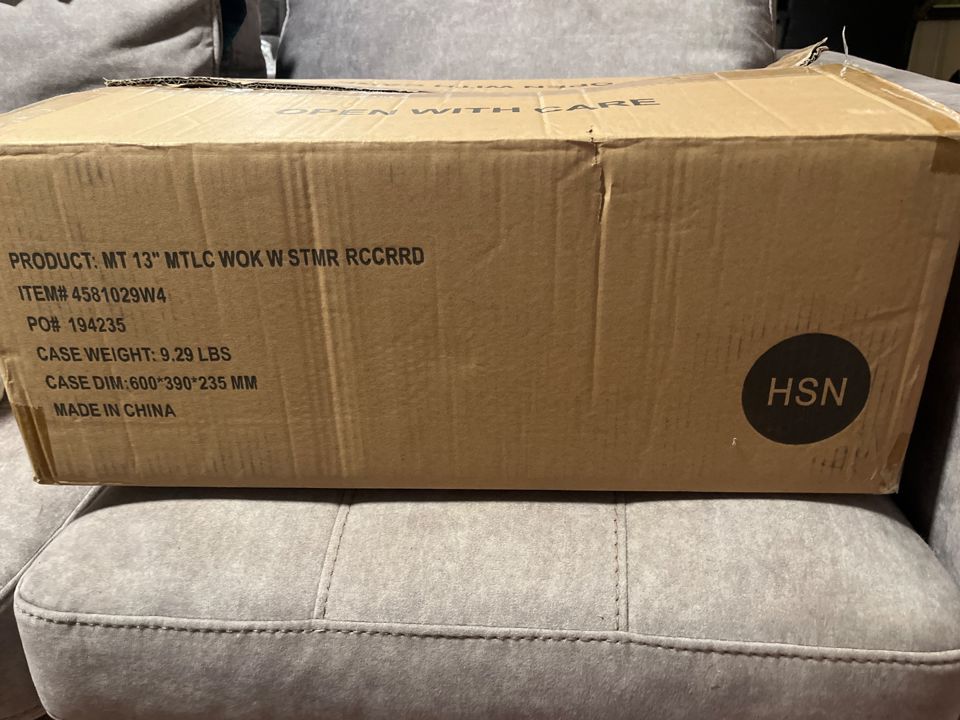 OPEN WITH CARE
PRODUCT: MT 13" MTLC WOK W STMR RCCRRD
ITEM# 4581029W4
PO# 194235
CASE WEIGHT: 9.29 LBS
CASE DIM:600*390*235 MM
MADE IN CHINA
HSN